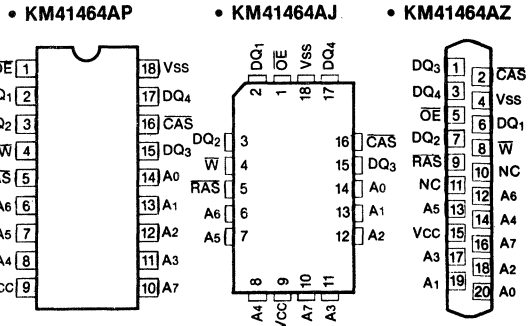 • KM41464AP
• KM41464AJ
• KM41464AZ
1 18 VSS
2 17 DQ4
3 16 CAS
4 15 DQ3
5 14 A0
A6 6 13 A1
A5 7 12 A2
A4 8 11 A3
9 10 A7
DQ1 OE VSS DQ4
2 1 18 17
DQ2 3 16 CAS
W 4 15 DQ3
RAS 5 14 A0
A6 6 13 A1
A5 7 12 A2
8 9 10 11
A4 VCC A7 A3
DQ3 1
2 CAS
DQ4 3
4 VSS
OE 5
6 DQ1
DQ2 7
8 W
RAS 9
10 NC
NC 11
12 A6
A5 13
14 A4
VCC 15
16 A7
A3 17
18 A2
A1 19
20 A0